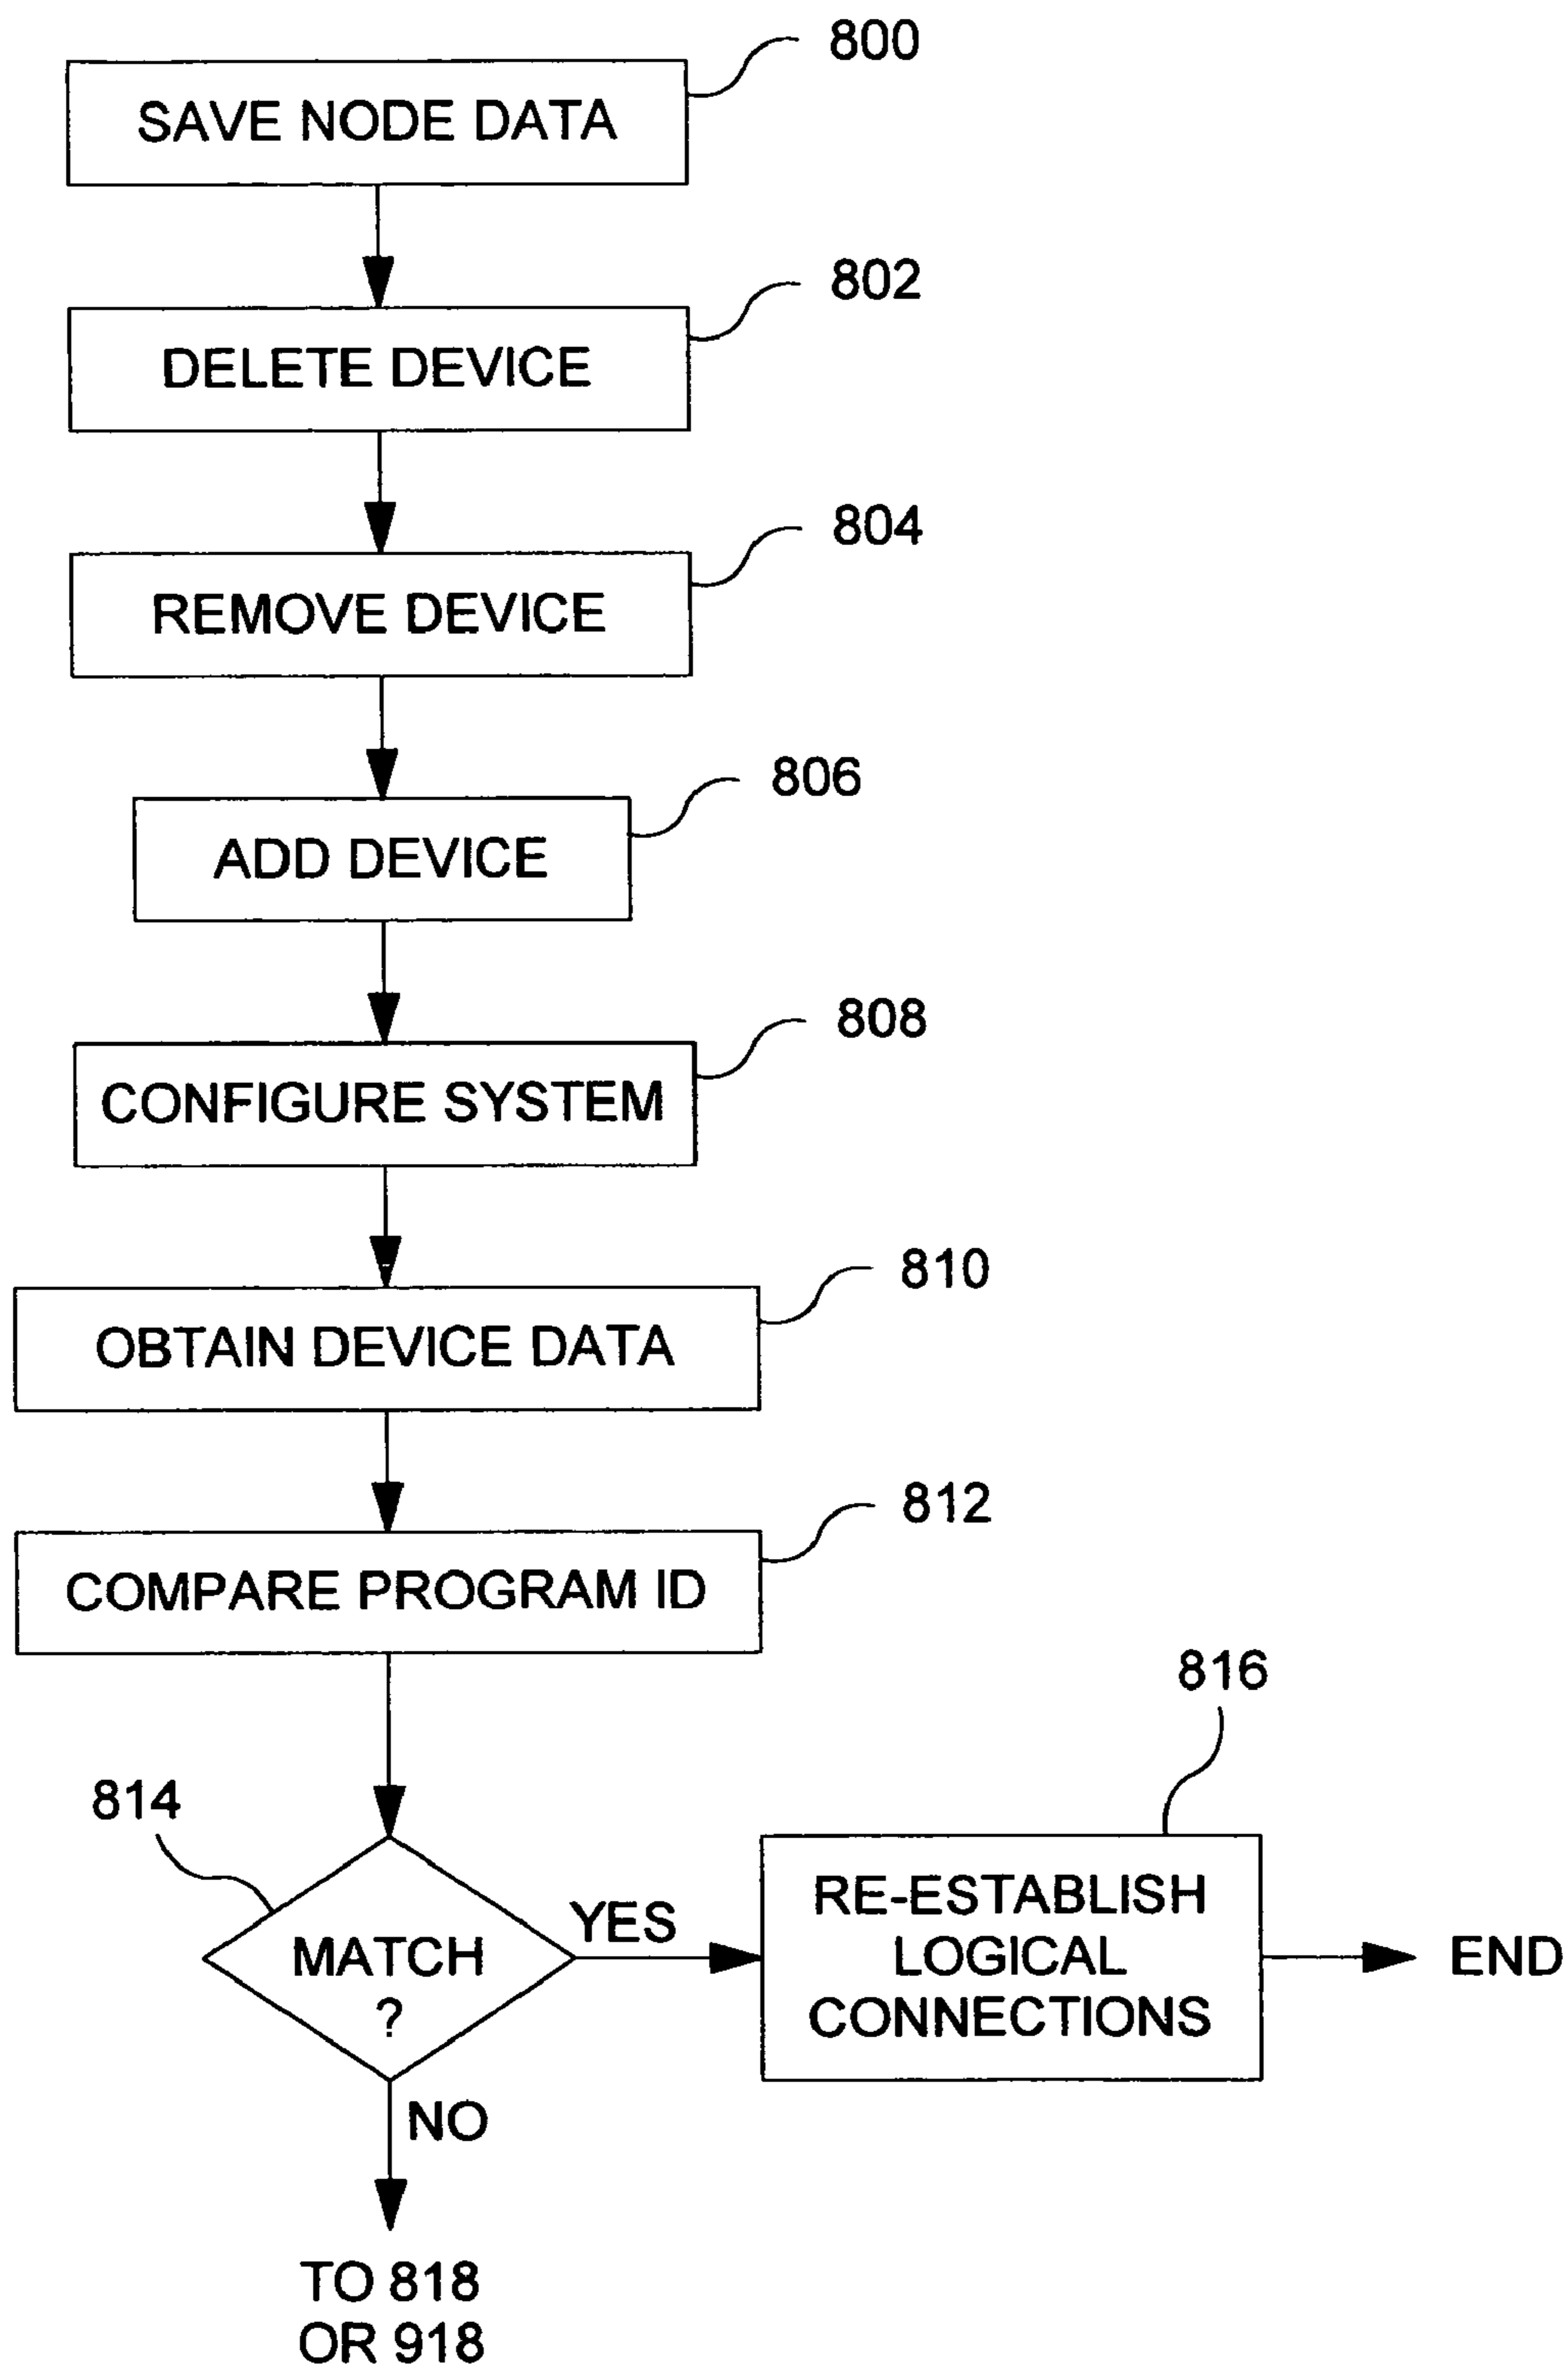 800
SAVE NODE DATA
802
DELETE DEVICE
804
REMOVE DEVICE
806
ADD DEVICE
808
CONFIGURE SYSTEM
810
OBTAIN DEVICE DATA
812
COMPARE PROGRAM ID
814
MATCH
?
YES
816
RE-ESTABLISH
LOGICAL
CONNECTIONS
END
NO
TO 818
OR 918